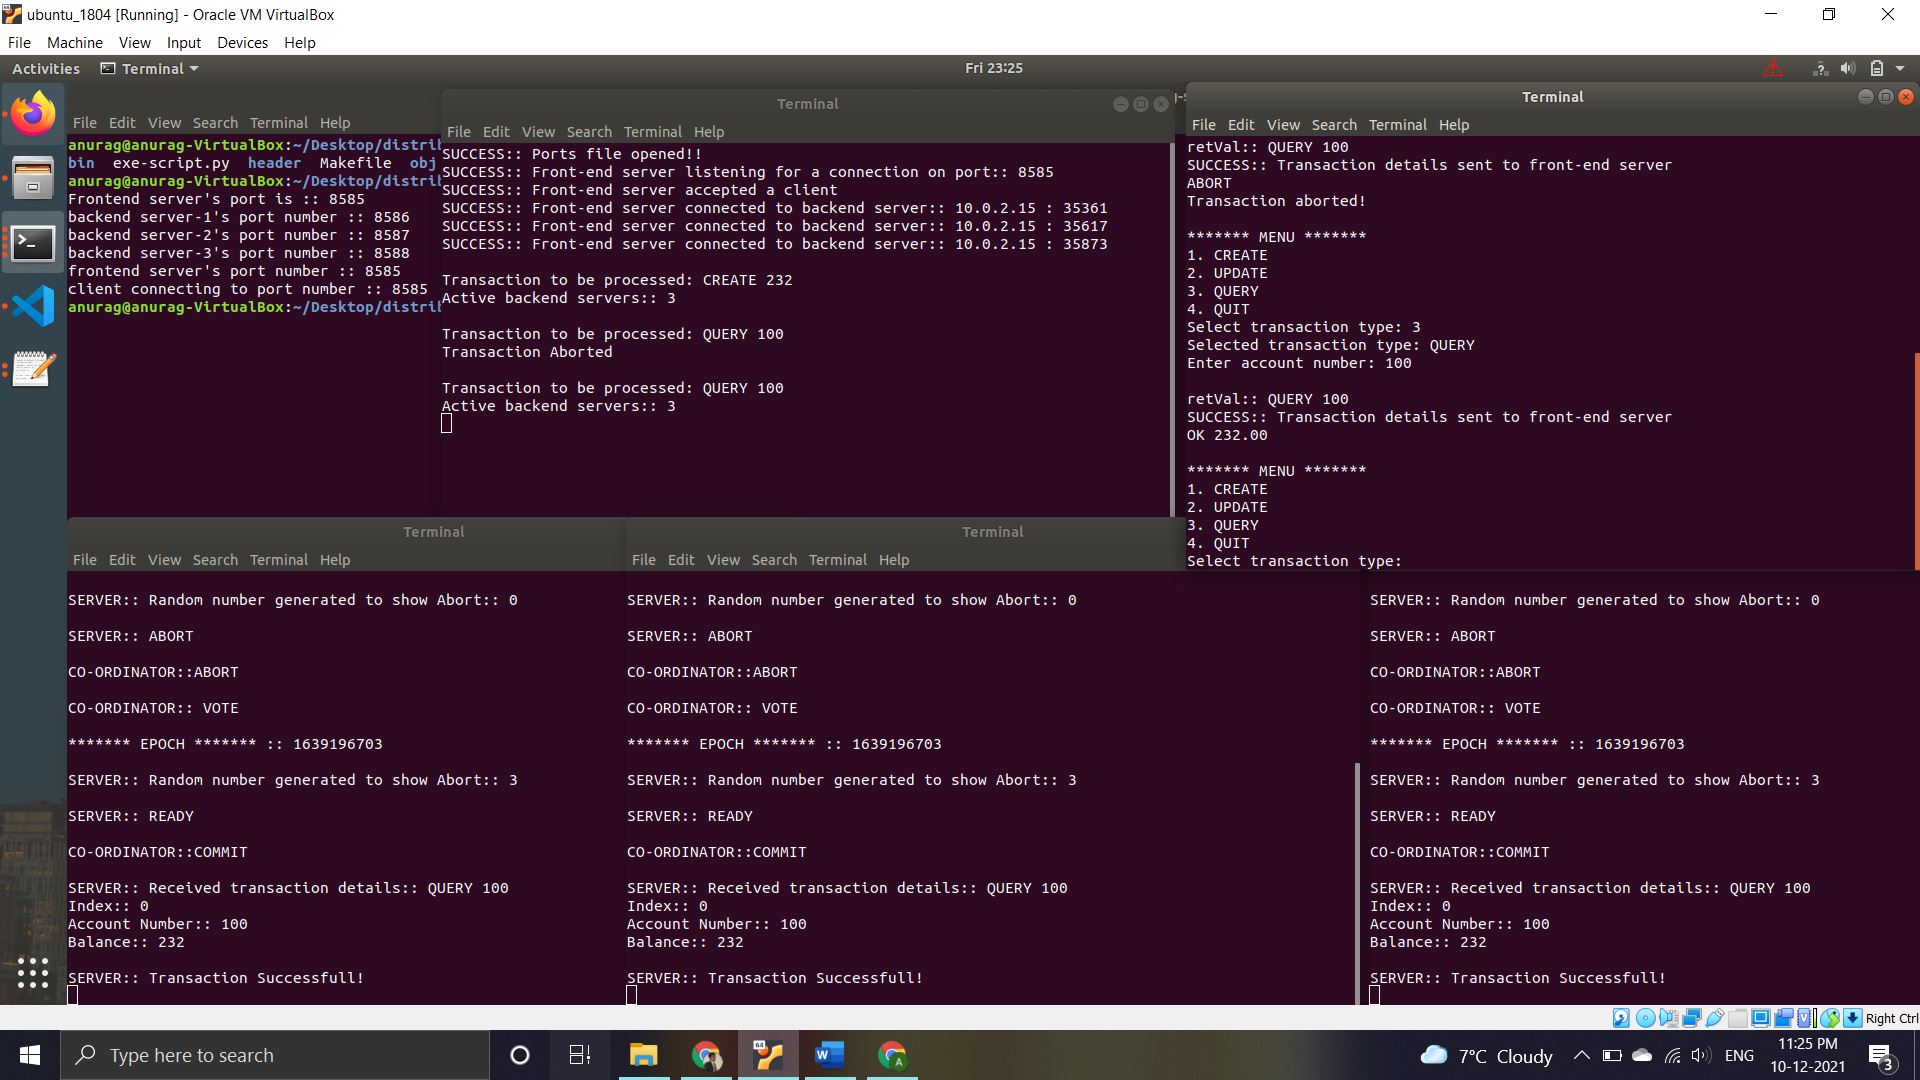 ubuntu_1804 [Running] - Oracle VM VirtualBox
File Machine View Input Devices Help
Activities Terminal Fri 23:25
File Edit View Search Terminal Help
anurag@anurag-VirtualBox:~/Desktop/distrib
bin exe-script.py header Makefile obj
anurag@anurag-VirtualBox:~/Desktop/distrib
Frontend server's port is :: 8585
backend server-1's port number :: 8586
backend server-2's port number :: 8587
backend server-3's port number :: 8588
frontend server's port number :: 8585
client connecting to port number :: 8585
anurag@anurag-VirtualBox:~/Desktop/distrib
Terminal
File Edit View Search Terminal Help
SUCCESS:: Ports file opened!!
SUCCESS:: Front-end server listening for a connection on port:: 8585
SUCCESS:: Front-end server accepted a client
SUCCESS:: Front-end server connected to backend server:: 10.0.2.15 : 35361
SUCCESS:: Front-end server connected to backend server:: 10.0.2.15 : 35617
SUCCESS:: Front-end server connected to backend server:: 10.0.2.15 : 35873
Transaction to be processed: CREATE 232
Active backend servers:: 3
Transaction to be processed: QUERY 100
Transaction Aborted
Transaction to be processed: QUERY 100
Active backend servers:: 3
Terminal
File Edit View Search Terminal Help
retVal:: QUERY 100
SUCCESS:: Transaction details sent to front-end server
ABORT
Transaction aborted!
******* MENU *******
1. CREATE
2. UPDATE
3. QUERY
4. QUIT
Select transaction type: 3
Selected transaction type: QUERY
Enter account number: 100
retVal:: QUERY 100
SUCCESS:: Transaction details sent to front-end server
OK 232.00
******* MENU *******
1. CREATE
2. UPDATE
3. QUERY
4. QUIT
Select transaction type:
Terminal
File Edit View Search Terminal Help
SERVER:: Random number generated to show Abort:: 0
SERVER:: ABORT
CO-ORDINATOR::ABORT
CO-ORDINATOR:: VOTE
******* EPOCH ******* :: 1639196703
SERVER:: Random number generated to show Abort:: 3
SERVER:: READY
CO-ORDINATOR::COMMIT
SERVER:: Received transaction details:: QUERY 100
Index:: 0
Account Number:: 100
Balance:: 232
SERVER:: Transaction Successfull!
Terminal
File Edit View Search Terminal Help
SERVER:: Random number generated to show Abort:: 0
SERVER:: ABORT
CO-ORDINATOR::ABORT
CO-ORDINATOR:: VOTE
******* EPOCH ******* :: 1639196703
SERVER:: Random number generated to show Abort:: 3
SERVER:: READY
CO-ORDINATOR::COMMIT
SERVER:: Received transaction details:: QUERY 100
Index:: 0
Account Number:: 100
Balance:: 232
SERVER:: Transaction Successfull!
SERVER:: Random number generated to show Abort:: 0
SERVER:: ABORT
CO-ORDINATOR::ABORT
CO-ORDINATOR:: VOTE
******* EPOCH ******* :: 1639196703
SERVER:: Random number generated to show Abort:: 3
SERVER:: READY
CO-ORDINATOR::COMMIT
SERVER:: Received transaction details:: QUERY 100
Index:: 0
Account Number:: 100
Balance:: 232
SERVER:: Transaction Successfull!
Right Ctrl
Type here to search
7°C Cloudy
ENG
11:25 PM
10-12-2021
3